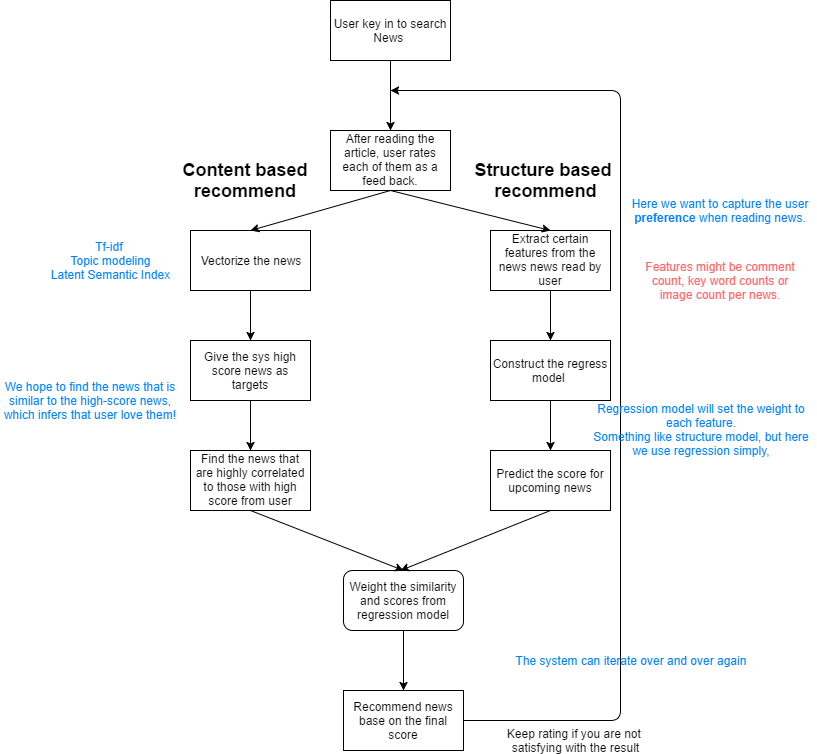 User key in to search
News
After reading the
article, user rates
each of them as a
feed back.
Content based
recommend
Structure based
recommend
Here we want to capture the user
preference when reading news.
Tf-idf
Topic modeling
Latent Semantic Index
Vectorize the news
Extract certain
features from the
news news read by
user
Features might be comment
count, key word counts or
image count per news.
Give the sys high
score news as
targets
Construct the regress
model
We hope to find the news that is
similar to the high-score news,
which infers that user love them!
Regression model will set the weight to
each feature.
Something like structure model, but here
we use regression simply,
Find the news that
are highly correlated
to those with high
score from user
Predict the score for
upcoming news
Weight the similarity
and scores from
regression model
The system can iterate over and over again
Recommend news
base on the final
score
Keep rating if you are not
satisfying with the result